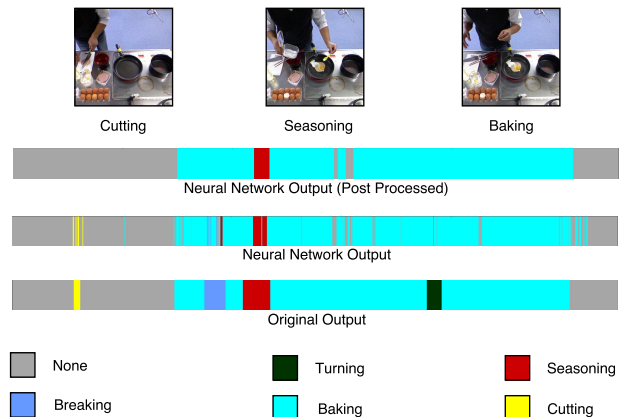 Cutting
Seasoning
Baking
Neural Network Output (Post Processed)
Neural Network Output
Original Output
None
Turning
Seasoning
Breaking
Baking
Cutting